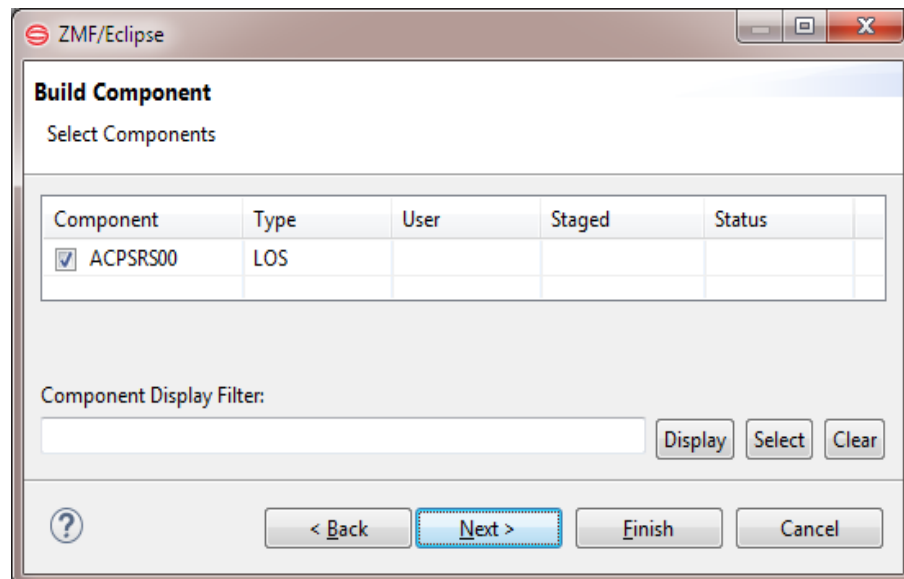 ZMF/Eclipse
Build Component
Select Components
Component Type User Staged Status
ACPSRS00 LOS
Component Display Filter:
Display Select Clear
? < Back Next > Finish Cancel